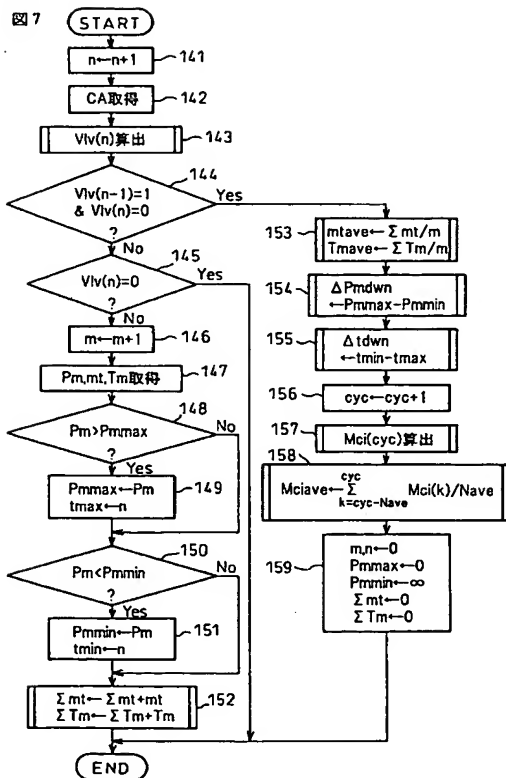 図7
START
n←n+1
141
CA取得
142
Vlv(n)算出
143
144
Vlv(n-1)=1
& Vlv(n)=0
?
Yes
No
145
Vlv(n)=0
?
Yes
No
m←m+1
146
Pm,mt,Tm取得
147
148
Pm>Pmmax
?
No
Yes
Pmmax←Pm
tmax←n
149
150
Pm<Pmmin
?
No
Yes
Pmmin←Pm
tmin←n
151
Σmt←Σmt+mt
ΣTm←ΣTm+Tm
152
END
153
mtave←Σmt/m
Tmave←ΣTm/m
154
ΔPmdwn
←Pmmax-Pmmin
155
Δtdwn
←tmin-tmax
156
cyc←cyc+1
157
Mci(cyc)算出
158
cyc
Mciave←Σ Mci(k)/Nave
k=cyc-Nave
159
m,n←0
Pmmax←0
Pmmin←∞
Σmt←0
ΣTm←0